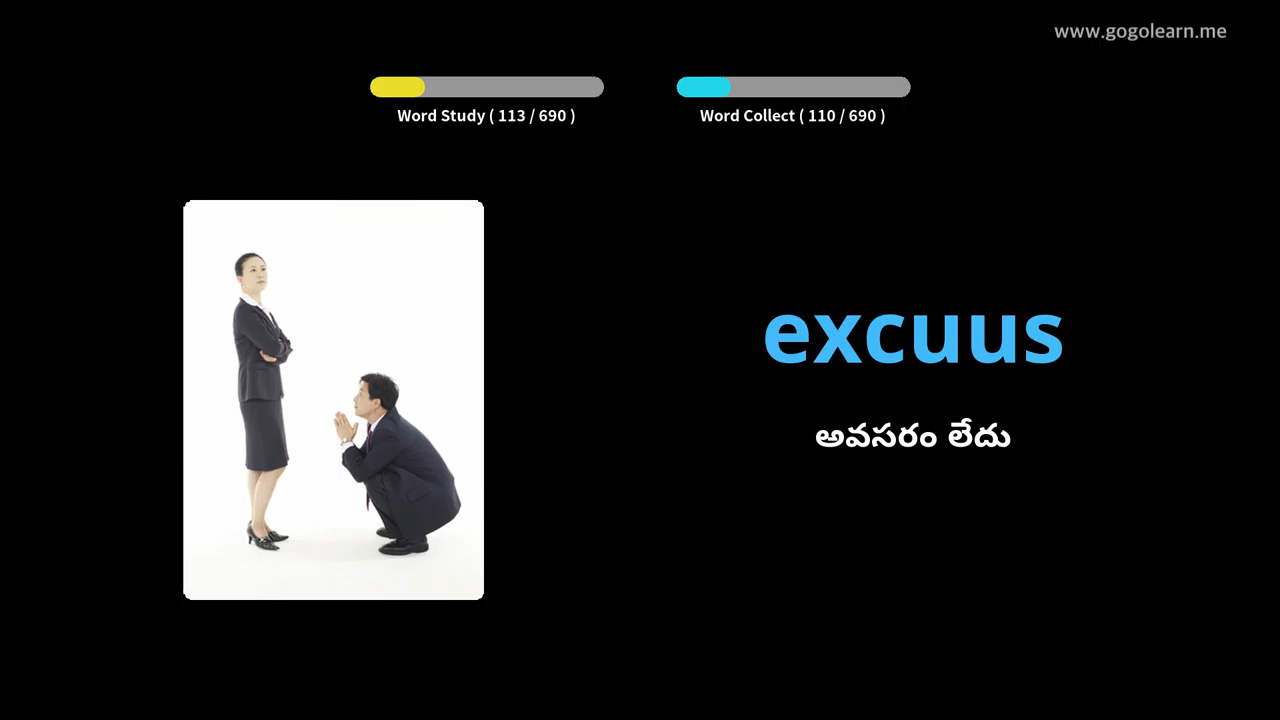 www.gogolearn.me
Word Study ( 113 / 690 )
Word Collect ( 110 / 690 )
excuus
అవసరం లేదు